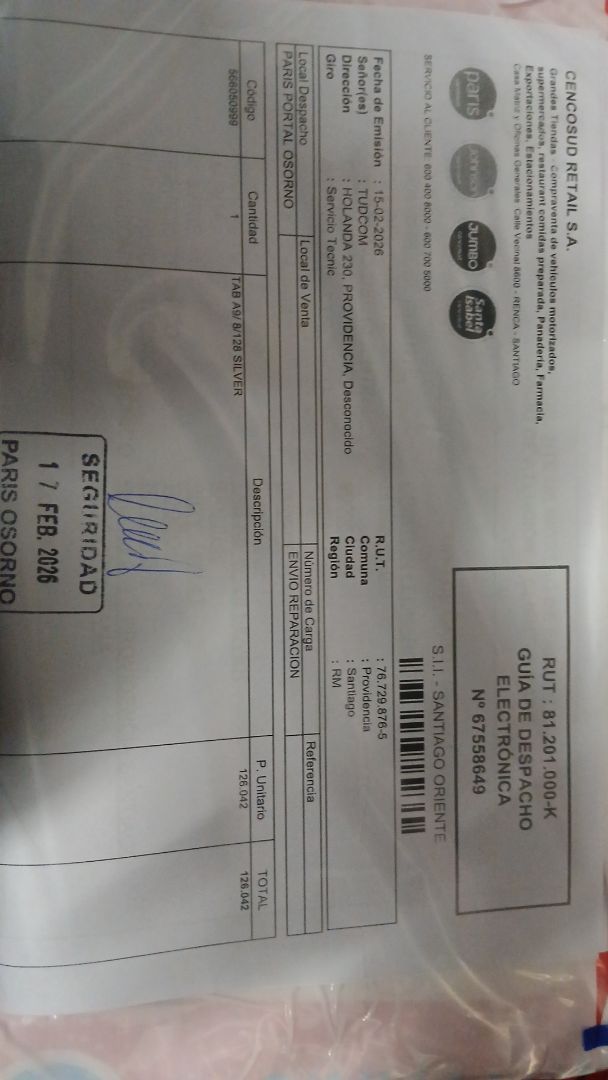 CENCOSUD RETAIL S.A.
Grandes Tiendas - Compraventa de vehículos motorizados,
supermercados, restaurant comidas preparada, Panadería, Farmacia,
Exportaciones, Estacionamientos
Casa Matriz y Oficinas Generales: Calle Vecinal 8600 - RENCA - SANTIAGO
paris
Johnson
JUMBO
cencosud
Santa Isabel
cencosud
SERVICIO AL CLIENTE: 600 400 8000 - 600 700 5000
RUT : 81.201.000-K
GUÍA DE DESPACHO
ELECTRÓNICA
Nº 67558649
S.I.I. - SANTIAGO ORIENTE
Fecha de Emisión : 15-02-2026
Señor(es) : TUDCOM
Dirección : HOLANDA 230, PROVIDENCIA, Desconocido
Giro : Servicio Tecnic
R.U.T. : 76.729.876-5
Comuna : Providencia
Ciudad : Santiago
Región : RM
Local Despacho Local de Venta Número de Carga Referencia
PARIS PORTAL OSORNO ENVIO REPARACION
Código Cantidad Descripción P. Unitario TOTAL
568050999 1 TAB A9/ 8/128 SILVER 126.042 126.042
SEGURIDAD
17 FEB. 2026
PARIS OSORNO